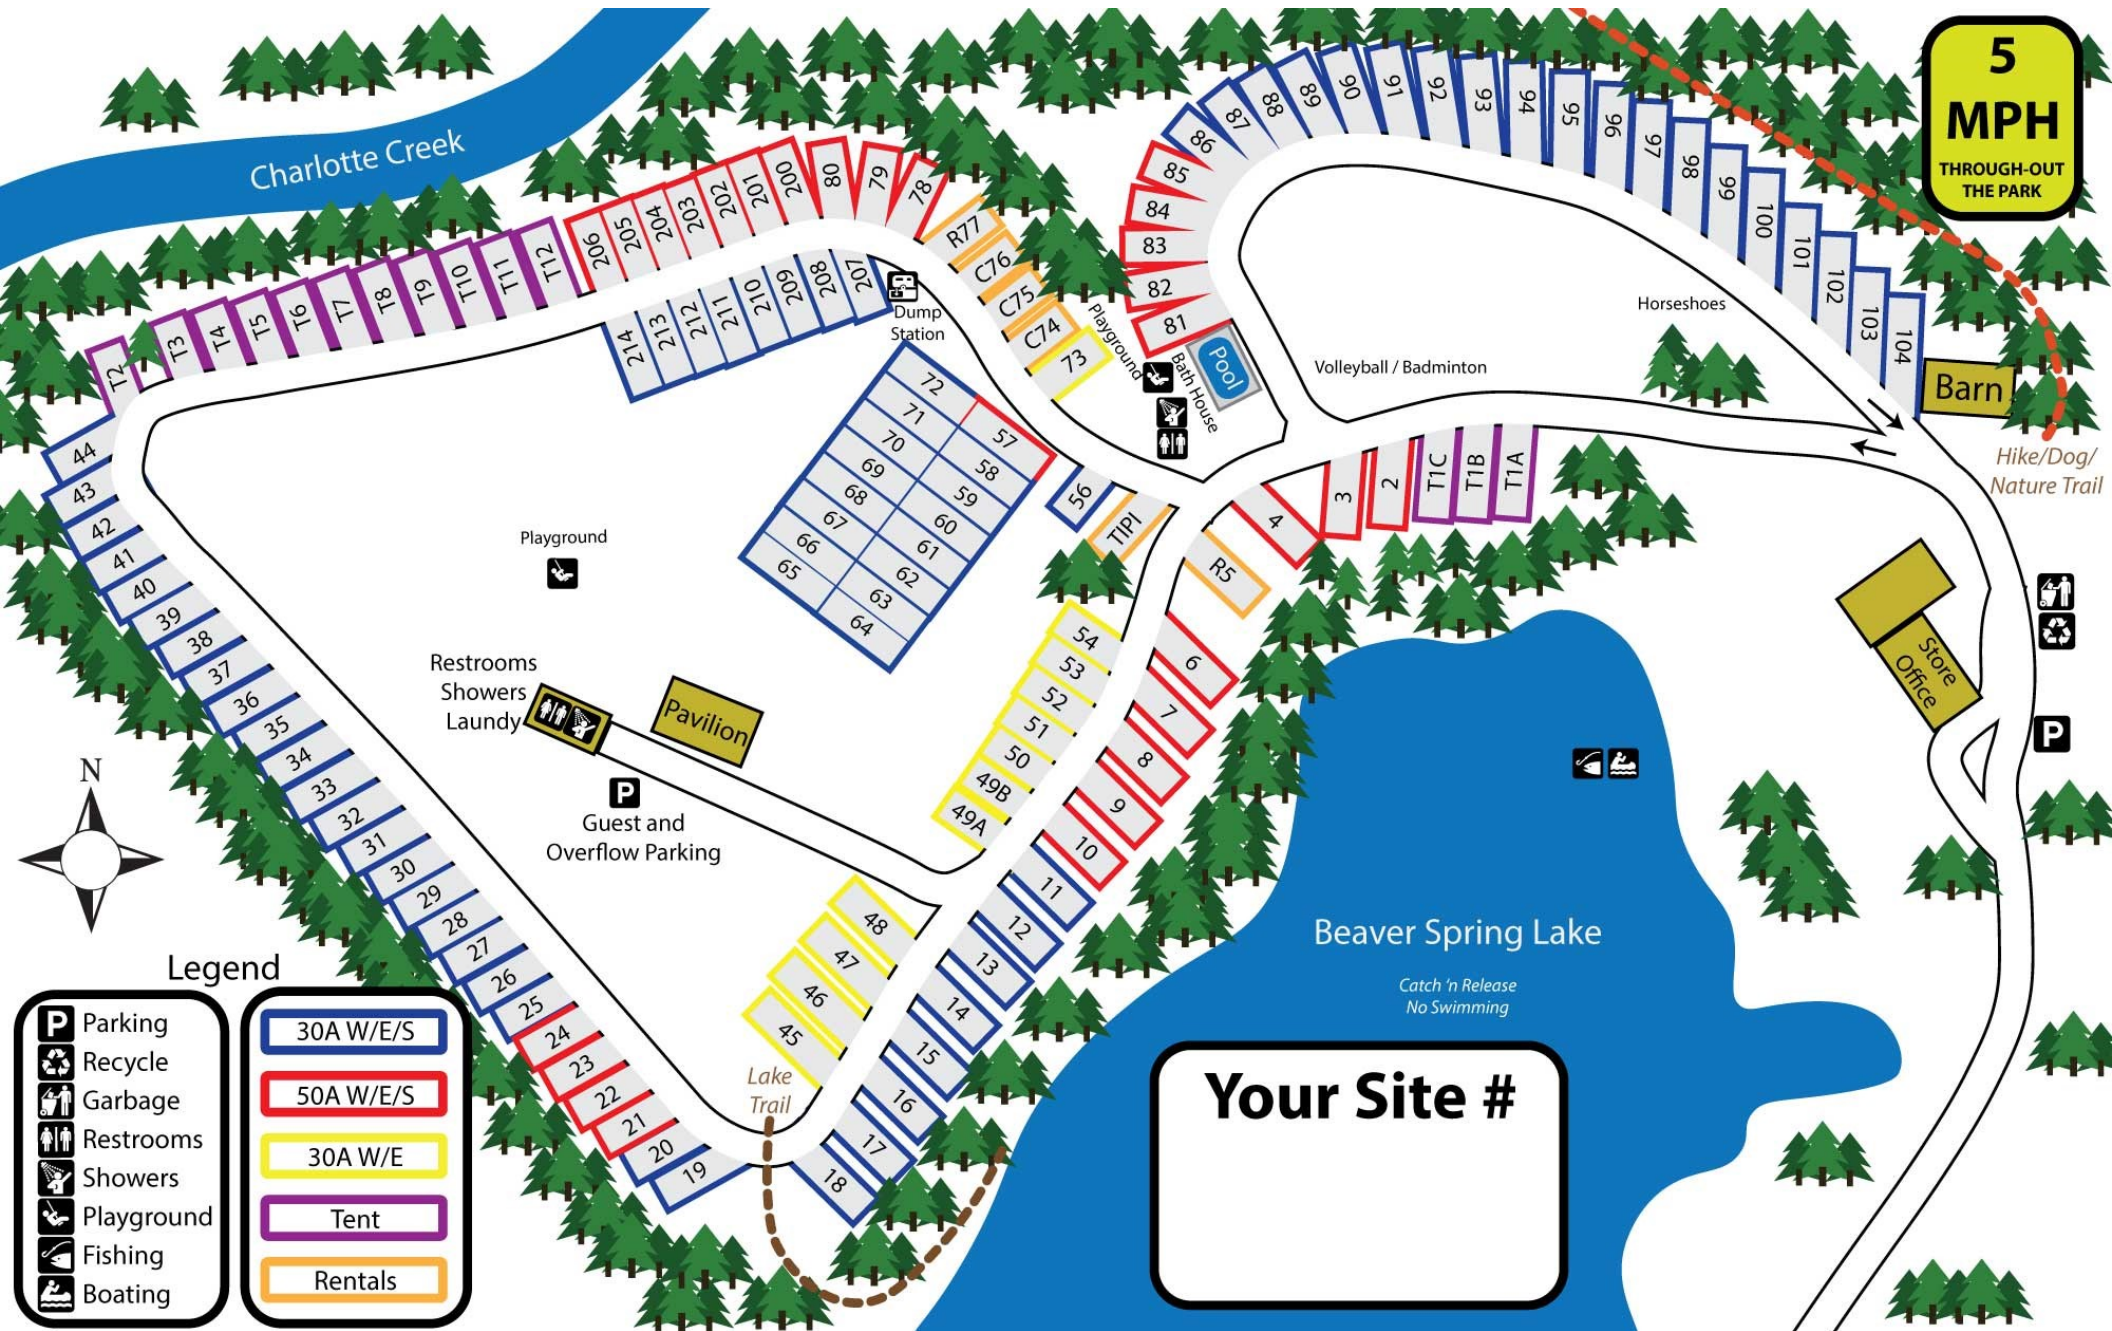 5
MPH
THROUGH-OUT
THE PARK
Charlotte Creek
90
91
92
93
94
95
96
97
98
99
100
101
102
103
104
89
88
87
86
85
84
83
82
81
206
205
204
203
202
201
200
80
79
78
R77
C76
C75
C74
73
T2
T3
T4
T5
T6
T7
T8
T9
T10
T11
T12
214
213
212
211
210
209
208
207
Dump
Station
Playground
Bath House
Pool
Horseshoes
Volleyball / Badminton
Barn
Hike/Dog/
Nature Trail
72
71
70
69
68
67
66
65
57
58
59
60
61
62
63
64
56
TIPI
R5
4
3
2
T1C
T1B
T1A
Store
Office
P
Playground
44
43
42
41
40
39
38
37
36
35
34
33
32
31
30
29
28
27
26
25
24
23
22
21
20
19
Restrooms
Showers
Laundy
Pavilion
P
Guest and
Overflow Parking
54
53
52
51
50
49B
49A
48
47
46
45
6
7
8
9
10
11
12
13
14
15
16
17
18
Lake
Trail
Beaver Spring Lake
Catch 'n Release
No Swimming
Your Site #
N
Legend
P Parking
Recycle
Garbage
Restrooms
Showers
Playground
Fishing
Boating
30A W/E/S
50A W/E/S
30A W/E
Tent
Rentals